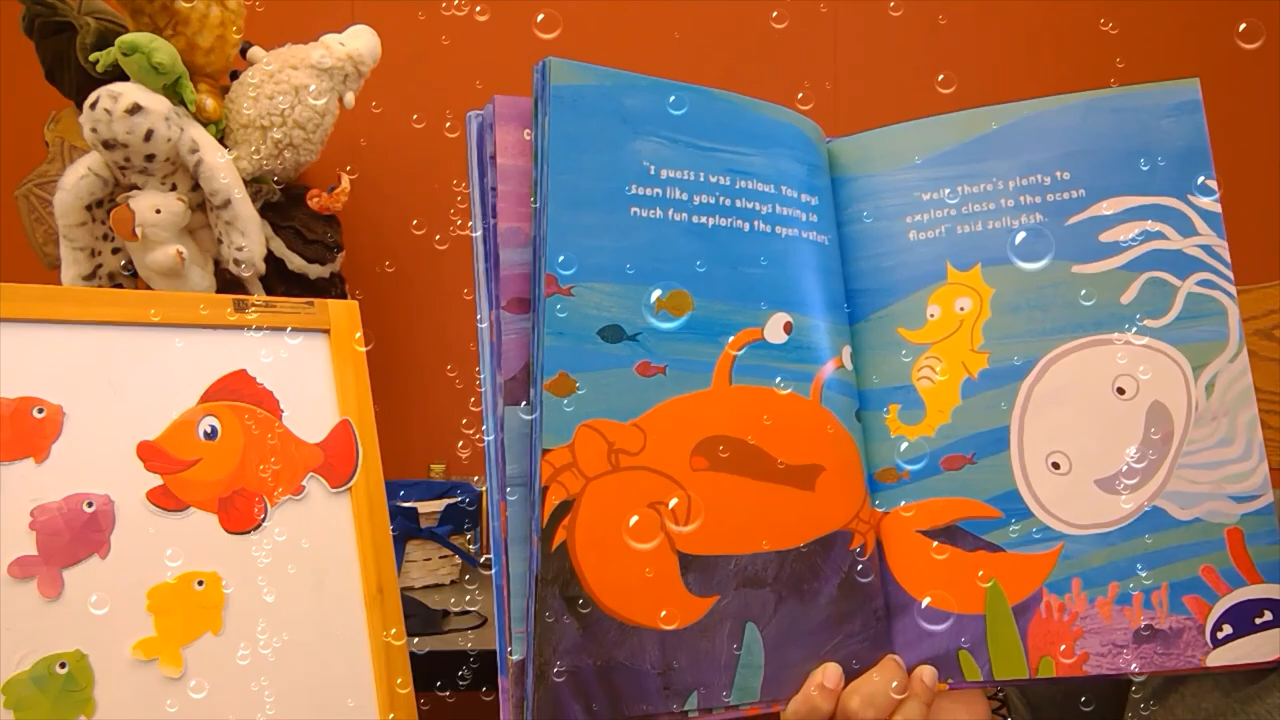 "I guess I was jealous. You guys
seem like you're always having so
much fun exploring the open water."
"Well, there's plenty to
explore close to the ocean
floor!" said Jellyfish.